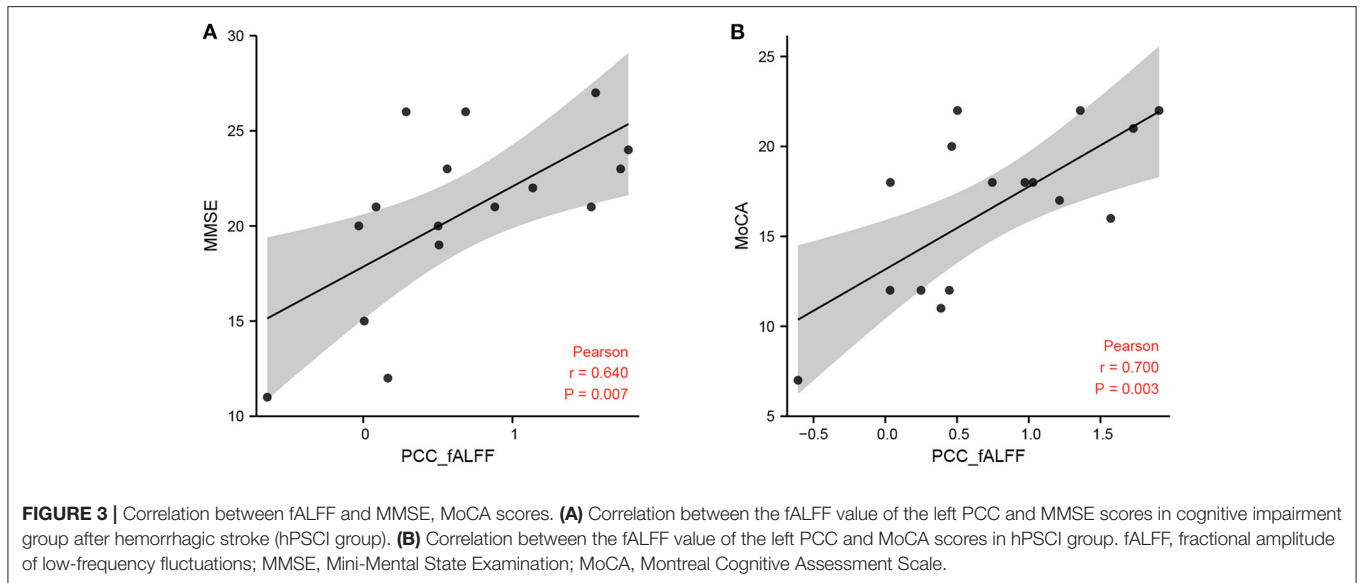 A
30
25
20
15
10
MMSE
0 1
PCC_fALFF
Pearson
r = 0.640
P = 0.007
B
25
20
15
10
5
MoCA
−0.5 0.0 0.5 1.0 1.5
PCC_fALFF
Pearson
r = 0.700
P = 0.003
FIGURE 3 | Correlation between fALFF and MMSE, MoCA scores. (A) Correlation between the fALFF value of the left PCC and MMSE scores in cognitive impairment
group after hemorrhagic stroke (hPSCI group). (B) Correlation between the fALFF value of the left PCC and MoCA scores in hPSCI group. fALFF, fractional amplitude
of low-frequency fluctuations; MMSE, Mini-Mental State Examination; MoCA, Montreal Cognitive Assessment Scale.